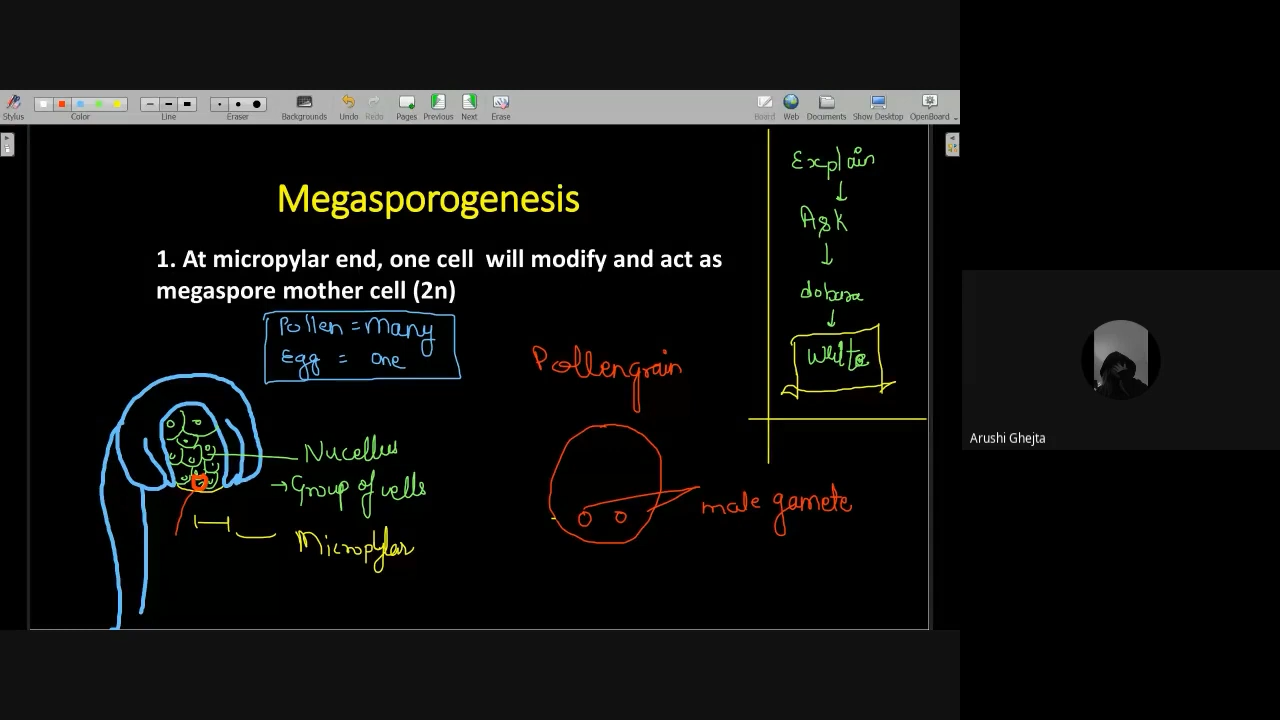 Stylus
Color
Line
Eraser
Backgrounds
Undo
Redo
Pages
Previous
Next
Erase
Board
Web
Documents
Show Desktop
OpenBoard
Megasporogenesis
1. At micropylar end, one cell will modify and act as
megaspore mother cell (2n)
Pollen = Many
Egg = one
Explain
Ask
dobara
write
Pollengrain
Nucellus
→ Group of cells
Micropylar
male gamete
Arushi Ghejta